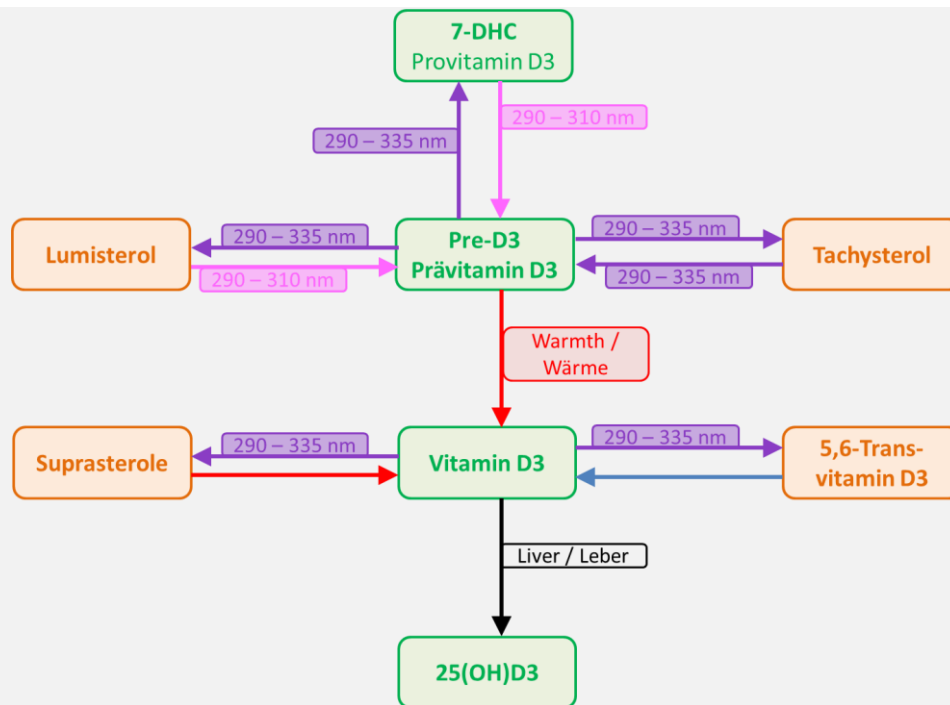 7-DHC
Provitamin D3
290 – 310 nm
290 – 335 nm
290 – 335 nm
290 – 335 nm
Lumisterol
Pre-D3
Prävitamin D3
Tachysterol
290 – 310 nm
290 – 335 nm
Warmth /
Wärme
290 – 335 nm
290 – 335 nm
Suprasterole
Vitamin D3
5,6-Trans-
vitamin D3
Liver / Leber
25(OH)D3